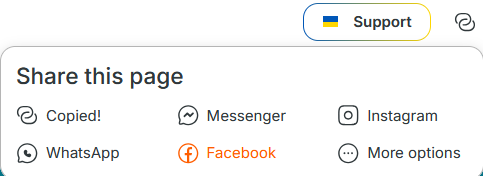 Support
Share this page
Copied!
Messenger
Instagram
WhatsApp
Facebook
More options